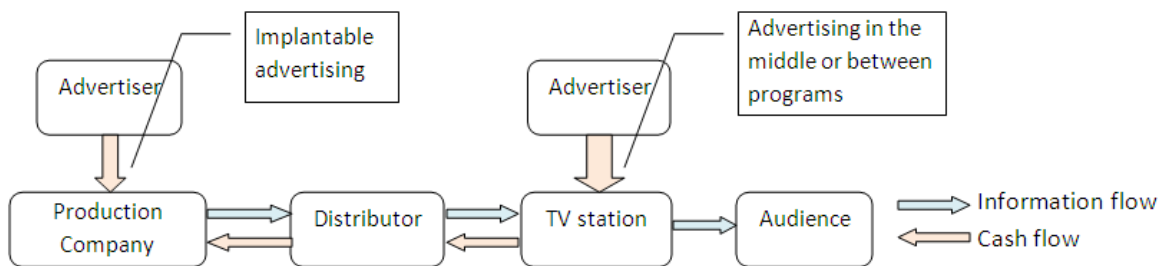 Implantable
advertising
Advertising in the
middle or between
programs
Advertiser
Advertiser
Production
Company
Distributor
TV station
Audience
Information flow
Cash flow